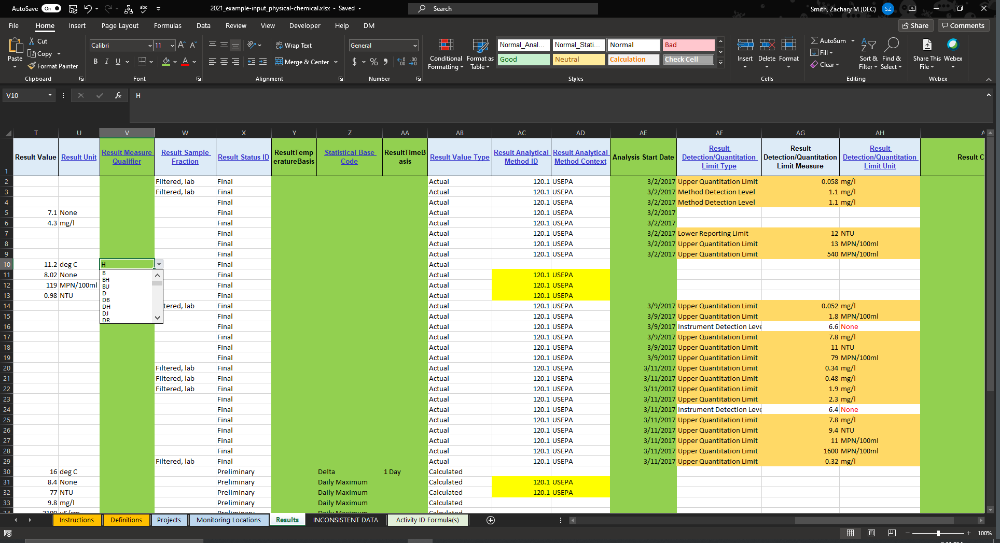 AutoSave On 2021_example-input_physical-chemical.xlsx - Saved Search Smith, Zachary M (DEC) SZ
File Home Insert Page Layout Formulas Data Review View Developer Help DM Share Comments
Paste
Cut
Copy
Format Painter
Clipboard
Calibri 11
B I U
Font
Wrap Text
Merge & Center
Alignment
General
$ % 9
Number
Conditional Formatting
Format as Table
Normal_Anal... Normal_Stati... Normal Bad
Good Neutral Calculation Check Cell
Styles
Insert Delete Format
Cells
AutoSum
Fill
Clear
Sort & Filter
Find & Select
Editing
Share This File
Webex
Webex
V10 fx H
T U V W X Y Z AA AB AC AD AE AF AG AH A
1 Result Value Result Unit Result Measure Qualifier Result Sample Fraction Result Status ID ResultTemperatureBasis Statistical Base Code ResultTimeBasis Result Value Type Result Analytical Method ID Result Analytical Method Context Analysis Start Date Result Detection/Quantitation Limit Type Result Detection/Quantitation Limit Measure Result Detection/Quantitation Limit Unit Result C
2 Filtered, lab Final Actual 120.1 USEPA 3/2/2017 Upper Quantitation Limit 0.058 mg/l
3 Filtered, lab Final Actual 120.1 USEPA 3/2/2017 Method Detection Level 1.1 mg/l
4 Final Actual 120.1 USEPA 3/2/2017 Method Detection Level 1.1 mg/l
5 7.1 None Final Actual 120.1 USEPA 3/2/2017
6 4.3 mg/l Final Actual 120.1 USEPA 3/2/2017
7 Final Actual 120.1 USEPA 3/2/2017 Lower Reporting Limit 12 NTU
8 Final Actual 120.1 USEPA 3/2/2017 Upper Quantitation Limit 13 MPN/100ml
9 Final Actual 120.1 USEPA 3/2/2017 Upper Quantitation Limit 540 MPN/100ml
10 11.2 deg C H Final Actual
11 8.02 None Final Actual 120.1 USEPA
12 119 MPN/100ml Final Actual 120.1 USEPA
13 0.98 NTU Final Actual 120.1 USEPA
B
BH
BU
D
DB
DH
DJ
DR
14 tered, lab Final Actual 120.1 USEPA 3/9/2017 Upper Quantitation Limit 0.052 mg/l
15 Final Actual 120.1 USEPA 3/9/2017 Upper Quantitation Limit 1.8 MPN/100ml
16 Final Actual 120.1 USEPA 3/9/2017 Instrument Detection Leve 6.6 None
17 Final Actual 120.1 USEPA 3/9/2017 Upper Quantitation Limit 7.8 mg/l
18 Final Actual 120.1 USEPA 3/9/2017 Upper Quantitation Limit 11 NTU
19 Final Actual 120.1 USEPA 3/9/2017 Upper Quantitation Limit 79 MPN/100ml
20 Filtered, lab Final Actual 120.1 USEPA 3/11/2017 Upper Quantitation Limit 0.34 mg/l
21 Filtered, lab Final Actual 120.1 USEPA 3/11/2017 Upper Quantitation Limit 0.48 mg/l
22 Filtered, lab Final Actual 120.1 USEPA 3/11/2017 Upper Quantitation Limit 1.9 mg/l
23 Final Actual 120.1 USEPA 3/11/2017 Upper Quantitation Limit 2.3 mg/l
24 Final Actual 120.1 USEPA 3/11/2017 Instrument Detection Leve 6.4 None
25 Final Actual 120.1 USEPA 3/11/2017 Upper Quantitation Limit 7.8 mg/l
26 Final Actual 120.1 USEPA 3/11/2017 Upper Quantitation Limit 9.4 NTU
27 Final Actual 120.1 USEPA 3/11/2017 Upper Quantitation Limit 11 MPN/100ml
28 Final Actual 120.1 USEPA 3/11/2017 Upper Quantitation Limit 1600 MPN/100ml
29 Filtered, lab Final Actual 120.1 USEPA 3/11/2017 Upper Quantitation Limit 0.32 mg/l
30 16 deg C Preliminary Delta 1 Day Calculated
31 8.4 None Preliminary Daily Maximum Calculated 120.1 USEPA
32 77 NTU Preliminary Daily Maximum Calculated 120.1 USEPA
33 9.8 mg/l Preliminary Daily Maximum Calculated
Instructions Definitions Projects Monitoring Locations Results INCONSISTENT DATA Activity ID Formula(s)
100%